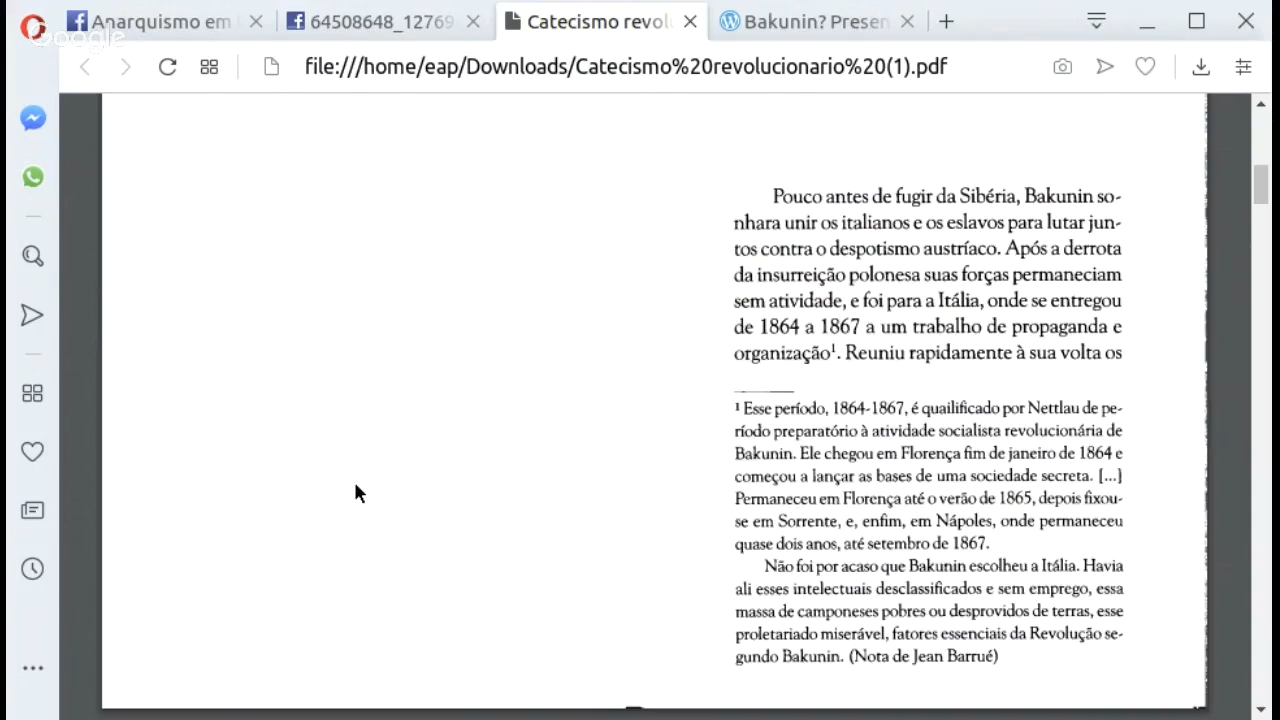 Anarquismo em
64508648_12769
Catecismo revol
Bakunin? Presen
Google
file:///home/eap/Downloads/Catecismo%20revolucionario%20(1).pdf
Pouco antes de fugir da Sibéria, Bakunin so-
nhara unir os italianos e os eslavos para lutar jun-
tos contra o despotismo austríaco. Após a derrota
da insurreição polonesa suas forças permaneciam
sem atividade, e foi para a Itália, onde se entregou
de 1864 a 1867 a um trabalho de propaganda e
organização¹. Reuniu rapidamente à sua volta os
¹ Esse período, 1864-1867, é quailificado por Nettlau de pe-
ríodo preparatório à atividade socialista revolucionária de
Bakunin. Ele chegou em Florença fim de janeiro de 1864 e
começou a lançar as bases de uma sociedade secreta. [...]
Permaneceu em Florença até o verão de 1865, depois fixou-
se em Sorrente, e, enfim, em Nápoles, onde permaneceu
quase dois anos, até setembro de 1867.
Não foi por acaso que Bakunin escolheu a Itália. Havia
ali esses intelectuais desclassificados e sem emprego, essa
massa de camponeses pobres ou desprovidos de terras, esse
proletariado miserável, fatores essenciais da Revolução se-
gundo Bakunin. (Nota de Jean Barrué)